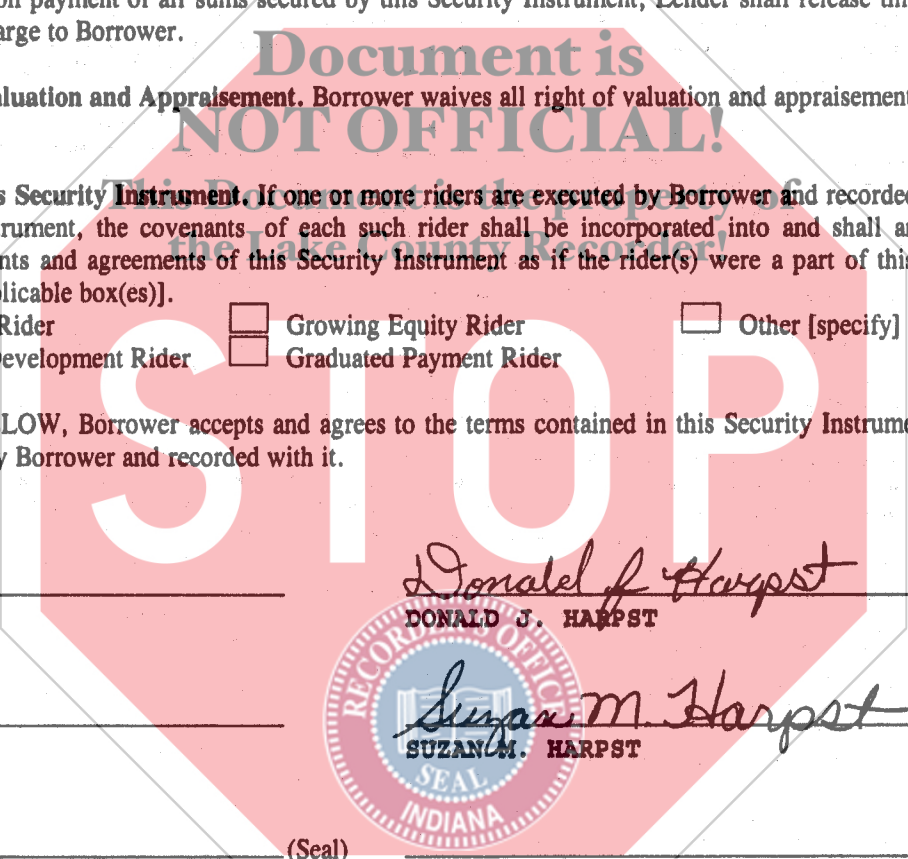 on payment of all sums secured by this Security Instrument, Lender shall release this
arge to Borrower.
Document is
aluation and Appraisement. Borrower waives all right of valuation and appraisement
NOT OFFICIAL!
s Security Instrument. If one or more riders are executed by Borrower and recorded
This Document is the property of
rument, the covenants of each such rider shall be incorporated into and shall a
the Lake County Recorder!
nts and agreements of this Security Instrument as if the rider(s) were a part of this
licable box(es)].
Rider Growing Equity Rider Other [specify]
evelopment Rider Graduated Payment Rider
STOP
LOW, Borrower accepts and agrees to the terms contained in this Security Instrume
y Borrower and recorded with it.
Donald J Harpst
DONALD J. HARPST
RECORDER'S OFFICE
Suzan M. Harpst
SUZAN M. HARPST
SEAL
INDIANA
(Seal)